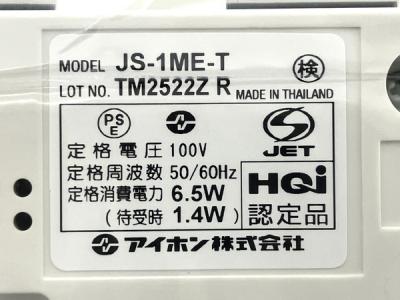 MODEL JS-1ME-T 検
LOT NO. TM2522Z R MADE IN THAILAND
PS
E
JET
定格電圧 100V
定格周波数 50/60Hz
定格消費電力 6.5W
(待受時 1.4W)
HQi
認定品
アイホン株式会社